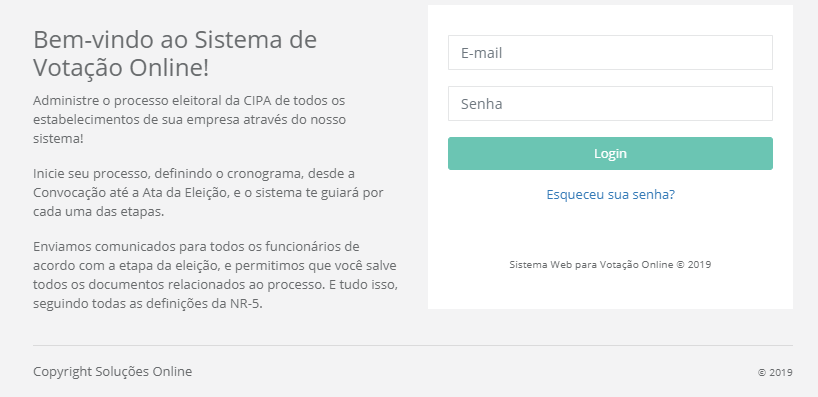 Bem-vindo ao Sistema de
Votação Online!
Administre o processo eleitoral da CIPA de todos os
estabelecimentos de sua empresa através do nosso
sistema!
Inicie seu processo, definindo o cronograma, desde a
Convocação até a Ata da Eleição, e o sistema te guiará por
cada uma das etapas.
Enviamos comunicados para todos os funcionários de
acordo com a etapa da eleição, e permitimos que você salve
todos os documentos relacionados ao processo. E tudo isso,
seguindo todas as definições da NR-5.
E-mail
Senha
Login
Esqueceu sua senha?
Sistema Web para Votação Online © 2019
Copyright Soluções Online
© 2019